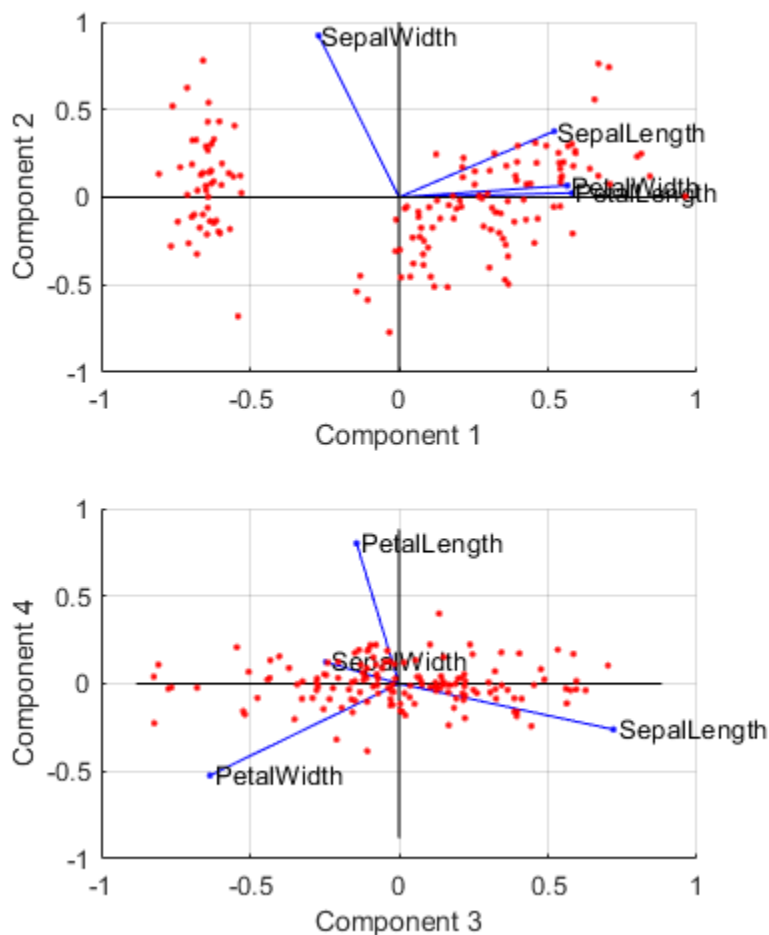 1
SepalWidth
0.5
SepalLength
PetalWidth
PetalLength
0
-0.5
-1
-1
-0.5
0
0.5
1
Component 2
Component 1
1
PetalLength
0.5
SepalWidth
0
SepalLength
-0.5
PetalWidth
-1
-1
-0.5
0
0.5
1
Component 4
Component 3